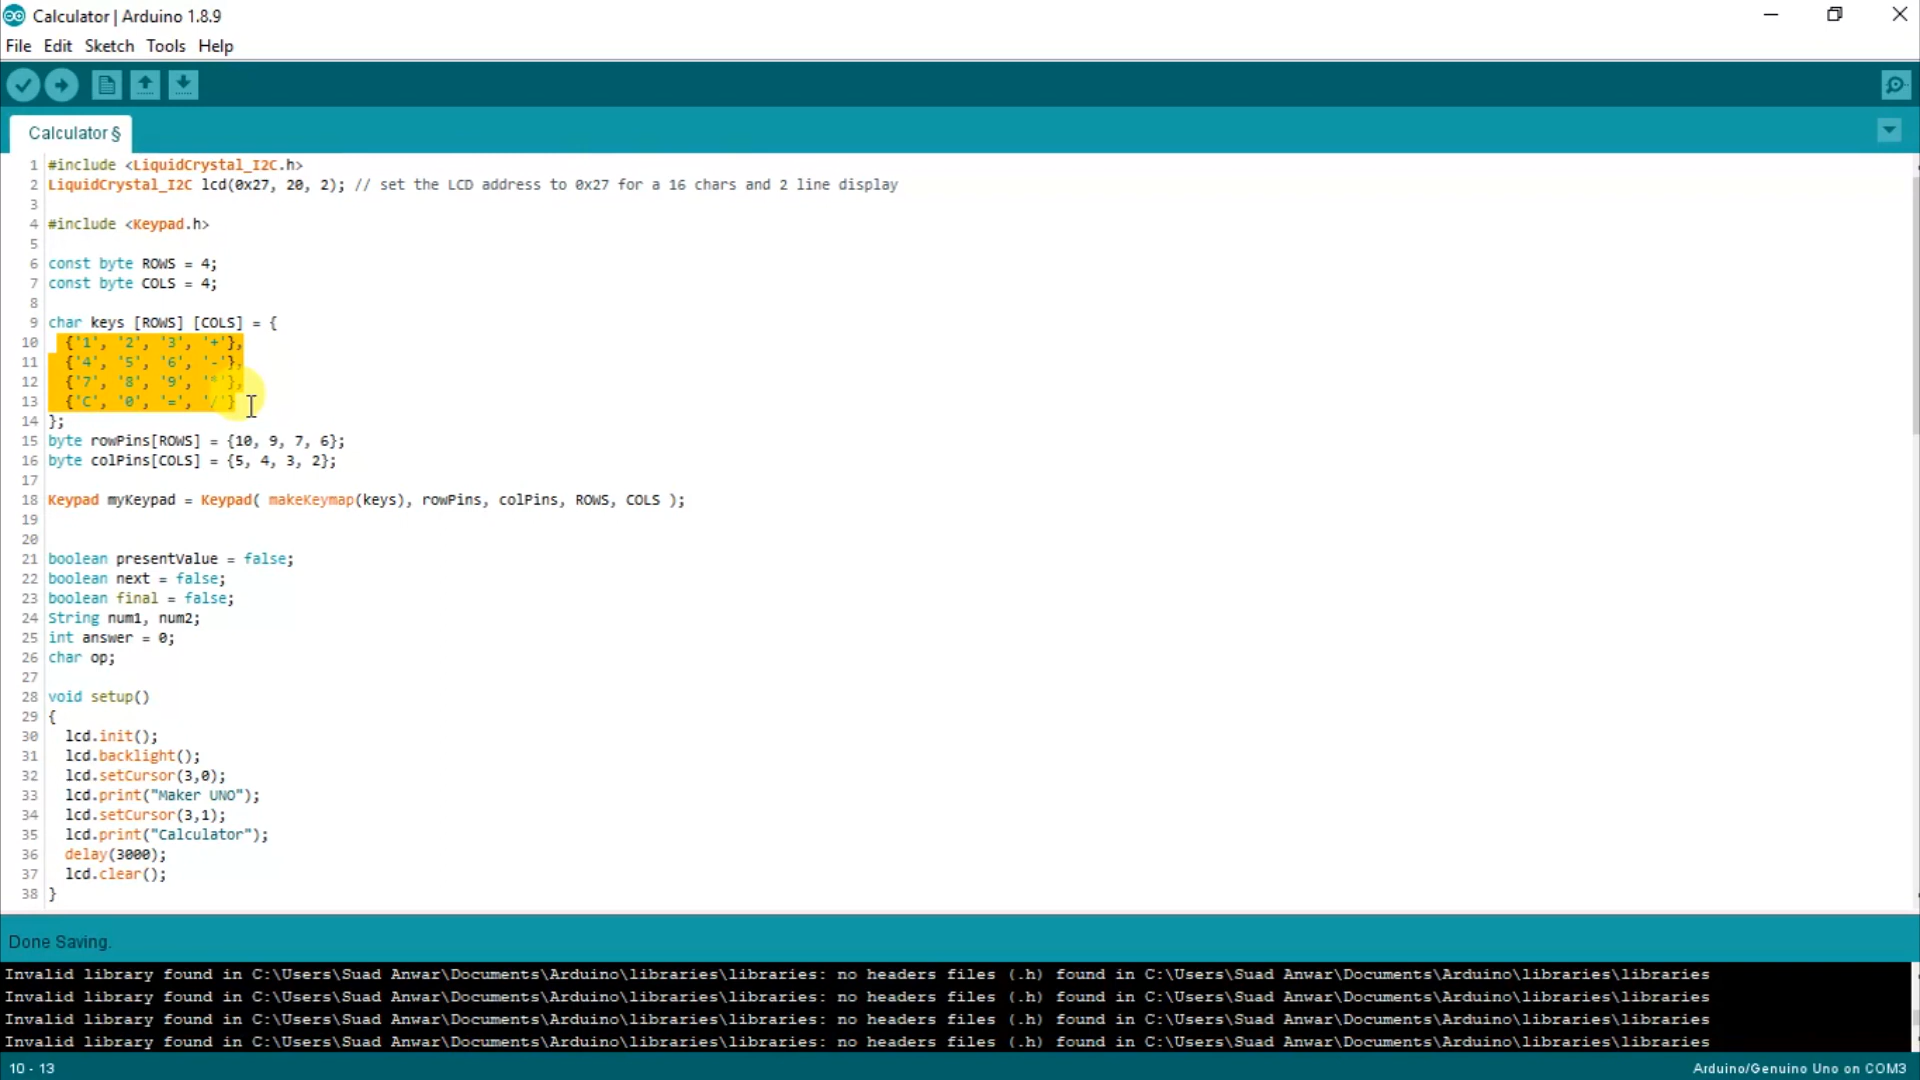 Calculator | Arduino 1.8.9
File Edit Sketch Tools Help
Calculator §
1 #include <LiquidCrystal_I2C.h>
2 LiquidCrystal_I2C lcd(0x27, 20, 2); // set the LCD address to 0x27 for a 16 chars and 2 line display
3
4 #include <Keypad.h>
5
6 const byte ROWS = 4;
7 const byte COLS = 4;
8
9 char keys [ROWS] [COLS] = {
10 {'1', '2', '3', '+'},
11 {'4', '5', '6', '-'},
12 {'7', '8', '9', '*'},
13 {'C', '0', '=', '/'}
14 };
15 byte rowPins[ROWS] = {10, 9, 7, 6};
16 byte colPins[COLS] = {5, 4, 3, 2};
17
18 Keypad myKeypad = Keypad( makeKeymap(keys), rowPins, colPins, ROWS, COLS );
19
20
21 boolean presentValue = false;
22 boolean next = false;
23 boolean final = false;
24 String num1, num2;
25 int answer = 0;
26 char op;
27
28 void setup()
29 {
30 lcd.init();
31 lcd.backlight();
32 lcd.setCursor(3,0);
33 lcd.print("Maker UNO");
34 lcd.setCursor(3,1);
35 lcd.print("Calculator");
36 delay(3000);
37 lcd.clear();
38 }
Done Saving.
Invalid library found in C:\Users\Suad Anwar\Documents\Arduino\libraries\libraries: no headers files (.h) found in C:\Users\Suad Anwar\Documents\Arduino\libraries\libraries
Invalid library found in C:\Users\Suad Anwar\Documents\Arduino\libraries\libraries: no headers files (.h) found in C:\Users\Suad Anwar\Documents\Arduino\libraries\libraries
Invalid library found in C:\Users\Suad Anwar\Documents\Arduino\libraries\libraries: no headers files (.h) found in C:\Users\Suad Anwar\Documents\Arduino\libraries\libraries
Invalid library found in C:\Users\Suad Anwar\Documents\Arduino\libraries\libraries: no headers files (.h) found in C:\Users\Suad Anwar\Documents\Arduino\libraries\libraries
10 - 13 Arduino/Genuino Uno on COM3